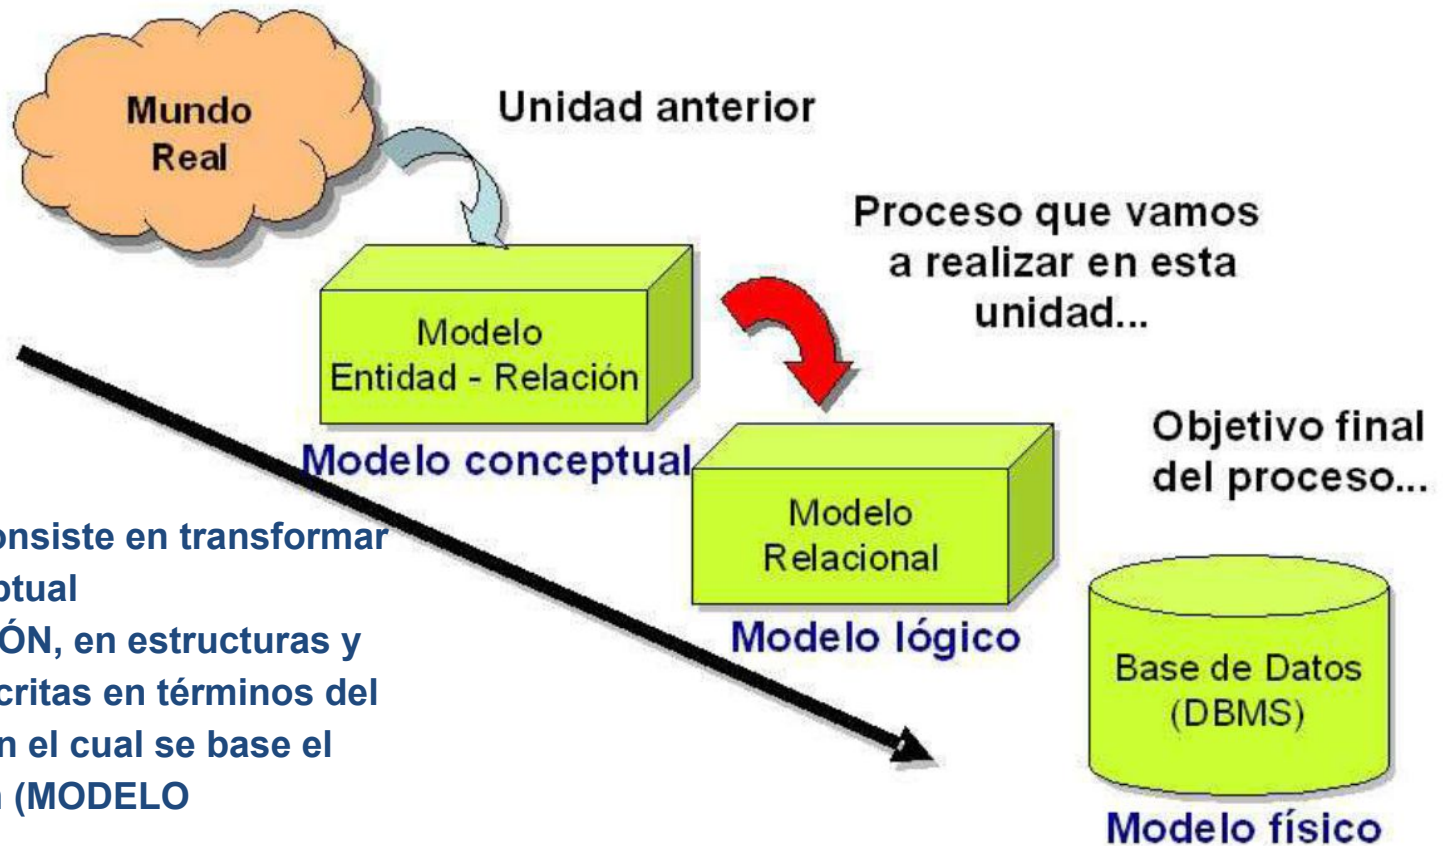 Mundo
Real
Unidad anterior
Proceso que vamos
a realizar en esta
unidad...
Modelo
Entidad - Relación
Modelo conceptual
Objetivo final
del proceso...
Modelo
Relacional
Modelo lógico
onsiste en transformar
ptual
ÓN, en estructuras y
critas en términos del
n el cual se base el
(MODELO
Base de Datos
(DBMS)
Modelo físico